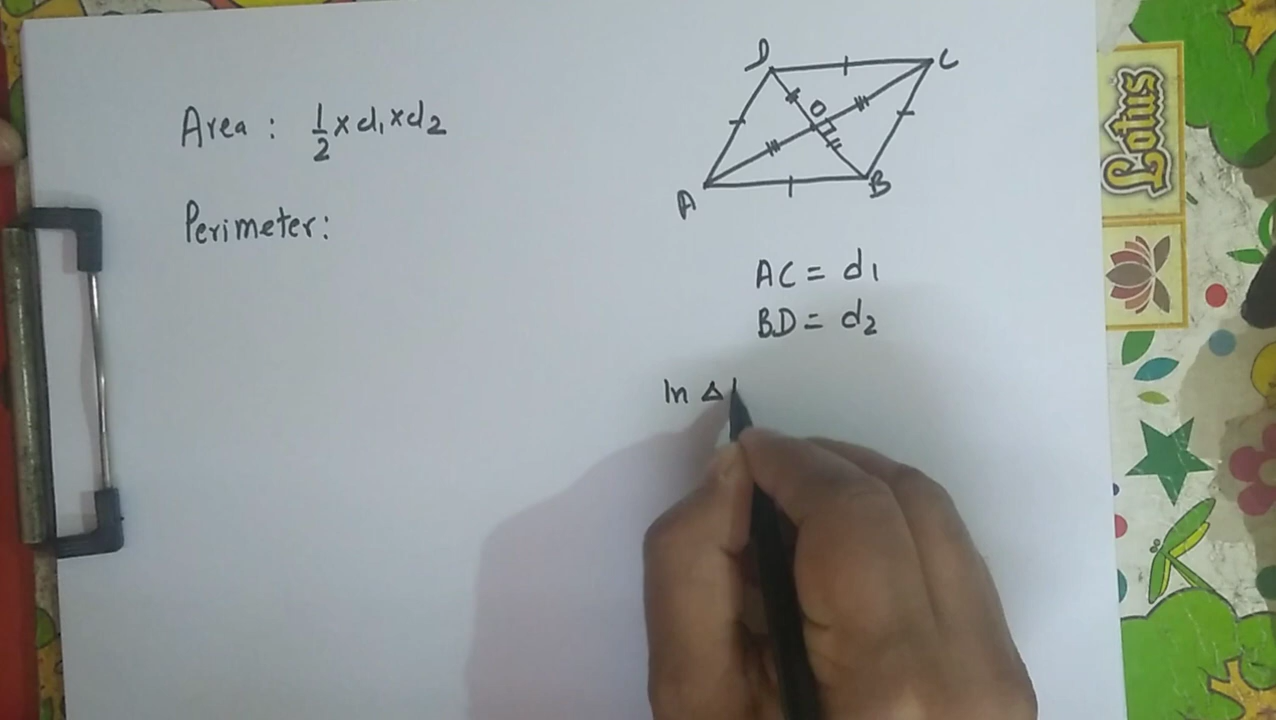 Area : 1/2 x d1 x d2
Perimeter:
D
C
O
A
B
AC = d1
BD = d2
In Δ
Lotus